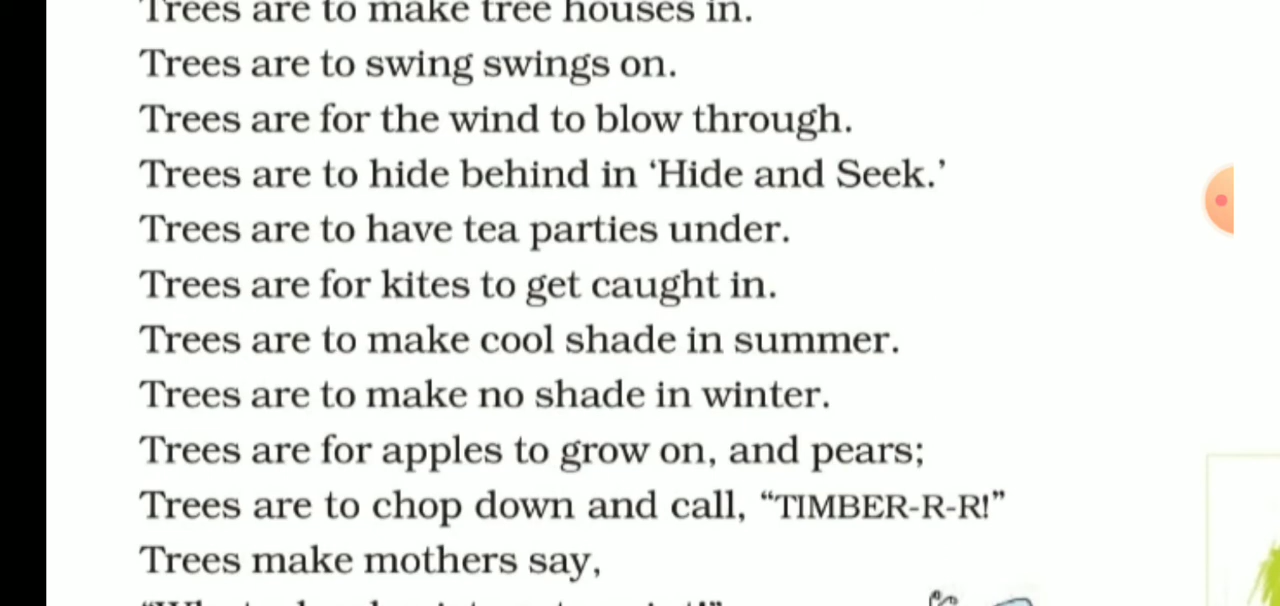 Trees are to make tree houses in.
Trees are to swing swings on.
Trees are for the wind to blow through.
Trees are to hide behind in ‘Hide and Seek.’
Trees are to have tea parties under.
Trees are for kites to get caught in.
Trees are to make cool shade in summer.
Trees are to make no shade in winter.
Trees are for apples to grow on, and pears;
Trees are to chop down and call, “TIMBER-R-R!”
Trees make mothers say,